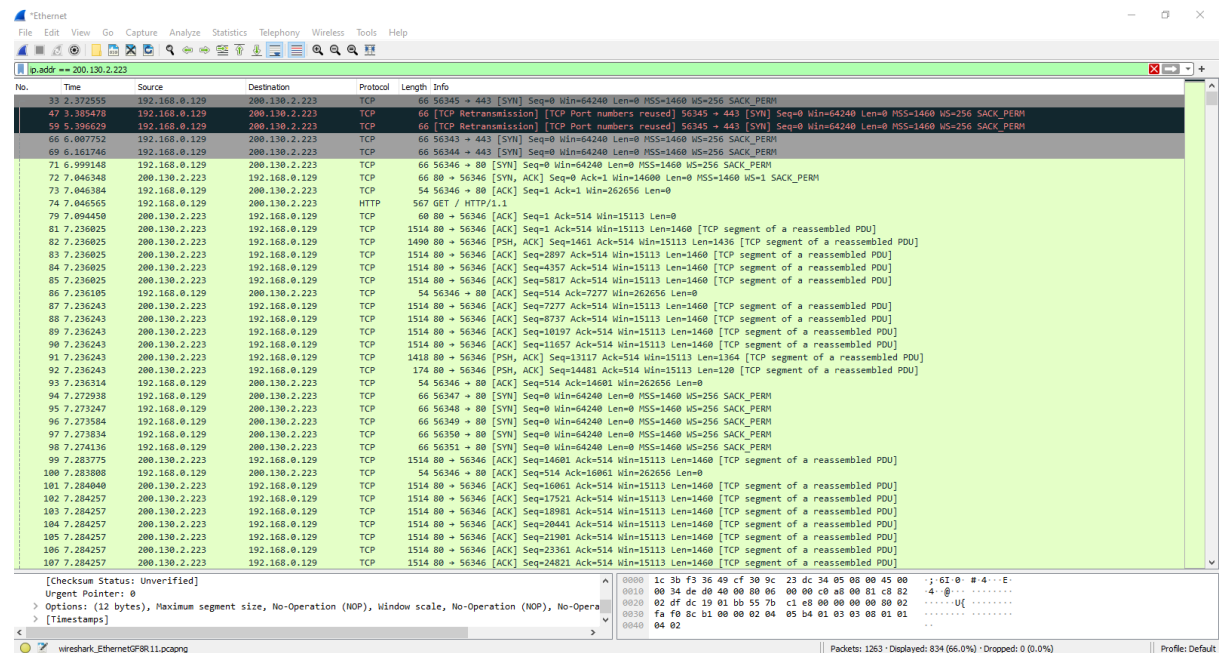 *Ethernet
File Edit View Go Capture Analyze Statistics Telephony Wireless Tools Help
ip.addr == 200.130.2.223
No. Time Source Destination Protocol Length Info
33 2.372555 192.168.0.129 200.130.2.223 TCP 66 56345 → 443 [SYN] Seq=0 Win=64240 Len=0 MSS=1460 WS=256 SACK_PERM
47 3.385478 192.168.0.129 200.130.2.223 TCP 66 [TCP Retransmission] [TCP Port numbers reused] 56345 → 443 [SYN] Seq=0 Win=64240 Len=0 MSS=1460 WS=256 SACK_PERM
59 5.396629 192.168.0.129 200.130.2.223 TCP 66 [TCP Retransmission] [TCP Port numbers reused] 56345 → 443 [SYN] Seq=0 Win=64240 Len=0 MSS=1460 WS=256 SACK_PERM
66 6.007752 192.168.0.129 200.130.2.223 TCP 66 56343 → 443 [SYN] Seq=0 Win=64240 Len=0 MSS=1460 WS=256 SACK_PERM
69 6.161746 192.168.0.129 200.130.2.223 TCP 66 56344 → 443 [SYN] Seq=0 Win=64240 Len=0 MSS=1460 WS=256 SACK_PERM
71 6.999148 192.168.0.129 200.130.2.223 TCP 66 56346 → 80 [SYN] Seq=0 Win=64240 Len=0 MSS=1460 WS=256 SACK_PERM
72 7.046348 200.130.2.223 192.168.0.129 TCP 66 80 → 56346 [SYN, ACK] Seq=0 Ack=1 Win=14600 Len=0 MSS=1460 WS=1 SACK_PERM
73 7.046384 192.168.0.129 200.130.2.223 TCP 54 56346 → 80 [ACK] Seq=1 Ack=1 Win=262656 Len=0
74 7.046565 192.168.0.129 200.130.2.223 HTTP 567 GET / HTTP/1.1
79 7.094450 200.130.2.223 192.168.0.129 TCP 60 80 → 56346 [ACK] Seq=1 Ack=514 Win=15113 Len=0
81 7.236025 200.130.2.223 192.168.0.129 TCP 1514 80 → 56346 [ACK] Seq=1 Ack=514 Win=15113 Len=1460 [TCP segment of a reassembled PDU]
82 7.236025 200.130.2.223 192.168.0.129 TCP 1490 80 → 56346 [PSH, ACK] Seq=1461 Ack=514 Win=15113 Len=1436 [TCP segment of a reassembled PDU]
83 7.236025 200.130.2.223 192.168.0.129 TCP 1514 80 → 56346 [ACK] Seq=2897 Ack=514 Win=15113 Len=1460 [TCP segment of a reassembled PDU]
84 7.236025 200.130.2.223 192.168.0.129 TCP 1514 80 → 56346 [ACK] Seq=4357 Ack=514 Win=15113 Len=1460 [TCP segment of a reassembled PDU]
85 7.236025 200.130.2.223 192.168.0.129 TCP 1514 80 → 56346 [ACK] Seq=5817 Ack=514 Win=15113 Len=1460 [TCP segment of a reassembled PDU]
86 7.236105 192.168.0.129 200.130.2.223 TCP 54 56346 → 80 [ACK] Seq=514 Ack=7277 Win=262656 Len=0
87 7.236243 200.130.2.223 192.168.0.129 TCP 1514 80 → 56346 [ACK] Seq=7277 Ack=514 Win=15113 Len=1460 [TCP segment of a reassembled PDU]
88 7.236243 200.130.2.223 192.168.0.129 TCP 1514 80 → 56346 [ACK] Seq=8737 Ack=514 Win=15113 Len=1460 [TCP segment of a reassembled PDU]
89 7.236243 200.130.2.223 192.168.0.129 TCP 1514 80 → 56346 [ACK] Seq=10197 Ack=514 Win=15113 Len=1460 [TCP segment of a reassembled PDU]
90 7.236243 200.130.2.223 192.168.0.129 TCP 1514 80 → 56346 [ACK] Seq=11657 Ack=514 Win=15113 Len=1460 [TCP segment of a reassembled PDU]
91 7.236243 200.130.2.223 192.168.0.129 TCP 1418 80 → 56346 [PSH, ACK] Seq=13117 Ack=514 Win=15113 Len=1364 [TCP segment of a reassembled PDU]
92 7.236243 200.130.2.223 192.168.0.129 TCP 174 80 → 56346 [PSH, ACK] Seq=14481 Ack=514 Win=15113 Len=120 [TCP segment of a reassembled PDU]
93 7.236314 192.168.0.129 200.130.2.223 TCP 54 56346 → 80 [ACK] Seq=514 Ack=14601 Win=262656 Len=0
94 7.272938 192.168.0.129 200.130.2.223 TCP 66 56347 → 80 [SYN] Seq=0 Win=64240 Len=0 MSS=1460 WS=256 SACK_PERM
95 7.273247 192.168.0.129 200.130.2.223 TCP 66 56348 → 80 [SYN] Seq=0 Win=64240 Len=0 MSS=1460 WS=256 SACK_PERM
96 7.273584 192.168.0.129 200.130.2.223 TCP 66 56349 → 80 [SYN] Seq=0 Win=64240 Len=0 MSS=1460 WS=256 SACK_PERM
97 7.273834 192.168.0.129 200.130.2.223 TCP 66 56350 → 80 [SYN] Seq=0 Win=64240 Len=0 MSS=1460 WS=256 SACK_PERM
98 7.274136 192.168.0.129 200.130.2.223 TCP 66 56351 → 80 [SYN] Seq=0 Win=64240 Len=0 MSS=1460 WS=256 SACK_PERM
99 7.283775 200.130.2.223 192.168.0.129 TCP 1514 80 → 56346 [ACK] Seq=14601 Ack=514 Win=15113 Len=1460 [TCP segment of a reassembled PDU]
100 7.283808 192.168.0.129 200.130.2.223 TCP 54 56346 → 80 [ACK] Seq=514 Ack=16061 Win=262656 Len=0
101 7.284040 200.130.2.223 192.168.0.129 TCP 1514 80 → 56346 [ACK] Seq=16061 Ack=514 Win=15113 Len=1460 [TCP segment of a reassembled PDU]
102 7.284257 200.130.2.223 192.168.0.129 TCP 1514 80 → 56346 [ACK] Seq=17521 Ack=514 Win=15113 Len=1460 [TCP segment of a reassembled PDU]
103 7.284257 200.130.2.223 192.168.0.129 TCP 1514 80 → 56346 [ACK] Seq=18981 Ack=514 Win=15113 Len=1460 [TCP segment of a reassembled PDU]
104 7.284257 200.130.2.223 192.168.0.129 TCP 1514 80 → 56346 [ACK] Seq=20441 Ack=514 Win=15113 Len=1460 [TCP segment of a reassembled PDU]
105 7.284257 200.130.2.223 192.168.0.129 TCP 1514 80 → 56346 [ACK] Seq=21901 Ack=514 Win=15113 Len=1460 [TCP segment of a reassembled PDU]
106 7.284257 200.130.2.223 192.168.0.129 TCP 1514 80 → 56346 [ACK] Seq=23361 Ack=514 Win=15113 Len=1460 [TCP segment of a reassembled PDU]
107 7.284257 200.130.2.223 192.168.0.129 TCP 1514 80 → 56346 [ACK] Seq=24821 Ack=514 Win=15113 Len=1460 [TCP segment of a reassembled PDU]
[Checksum Status: Unverified]
Urgent Pointer: 0
> Options: (12 bytes), Maximum segment size, No-Operation (NOP), Window scale, No-Operation (NOP), No-Opera
> [Timestamps]
0000 1c 3b f3 36 49 cf 30 9c 23 dc 34 05 08 00 45 00 ·;·6I·0· #·4···E·
0010 00 34 de d0 40 00 80 06 00 00 c0 a8 00 81 c8 82 ·4··@··· ········
0020 02 df dc 19 01 bb 55 7b c1 e8 00 00 00 00 80 02 ······U{ ········
0030 fa f0 8c b1 00 00 02 04 05 b4 01 03 03 08 01 01 ········ ········
0040 04 02 ··
wireshark_EthernetGF8R11.pcapng
Packets: 1263 · Displayed: 834 (66.0%) · Dropped: 0 (0.0%)
Profile: Default